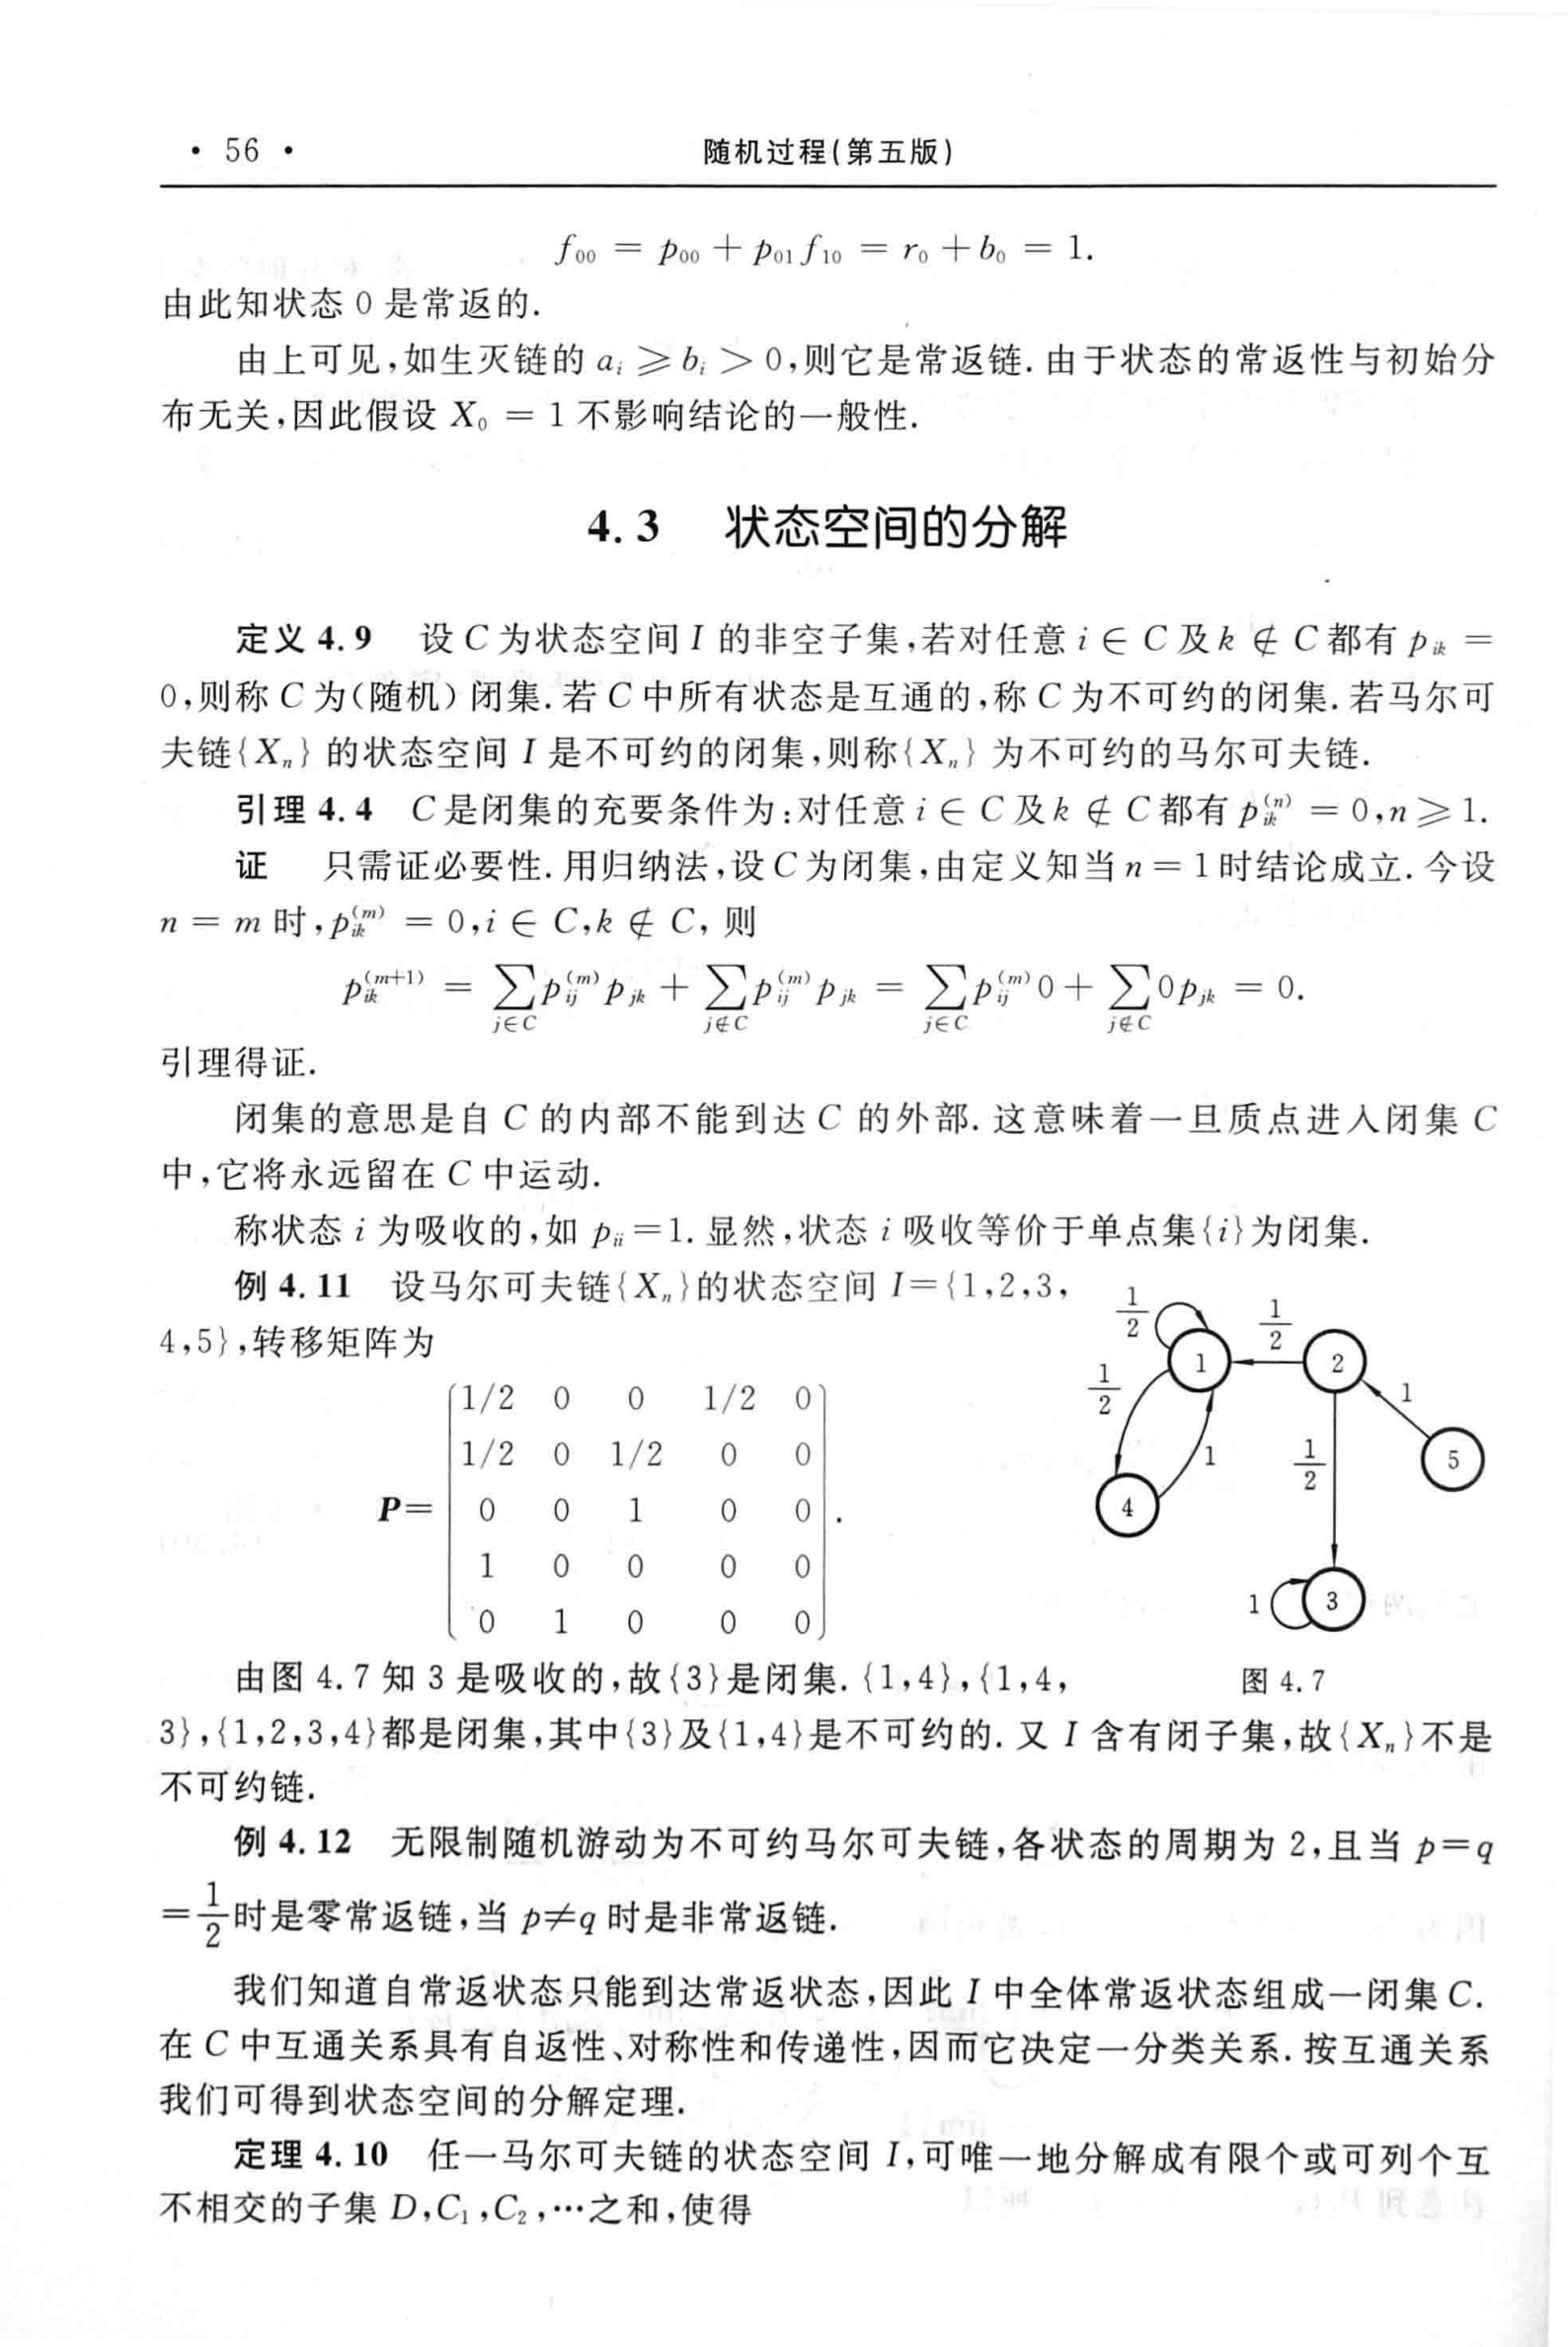 · 56 · 随机过程(第五版)
f₀₀ = p₀₀ + p₀₁ f₁₀ = r₀ + b₀ = 1.
由此知状态 0 是常返的.
由上可见,如生灭链的 aᵢ ⩾ bᵢ > 0,则它是常返链. 由于状态的常返性与初始分
布无关,因此假设 X₀ = 1 不影响结论的一般性.
4.3 状态空间的分解
定义 4.9 设 C 为状态空间 I 的非空子集,若对任意 i ∈ C 及 k ∉ C 都有 p_{ik} =
0,则称 C 为(随机) 闭集. 若 C 中所有状态是互通的,称 C 为不可约的闭集. 若马尔可
夫链{Xₙ} 的状态空间 I 是不可约的闭集,则称{Xₙ} 为不可约的马尔可夫链.
引理 4.4 C 是闭集的充要条件为:对任意 i ∈ C 及 k ∉ C 都有 p_{ik}^{(n)} = 0,n ⩾ 1.
证 只需证必要性. 用归纳法,设 C 为闭集,由定义知当 n = 1 时结论成立. 今设
n = m 时,p_{ik}^{(m)} = 0,i ∈ C,k ∉ C, 则
p_{ik}^{(m+1)} = ∑_{j∈C} p_{ij}^{(m)} p_{jk} + ∑_{j∉C} p_{ij}^{(m)} p_{jk} = ∑_{j∈C} p_{ij}^{(m)} 0 + ∑_{j∉C} 0p_{jk} = 0.
引理得证.
闭集的意思是自 C 的内部不能到达 C 的外部. 这意味着一旦质点进入闭集 C
中,它将永远留在 C 中运动.
称状态 i 为吸收的,如 p_{ii}=1. 显然,状态 i 吸收等价于单点集{i}为闭集.
例 4.11 设马尔可夫链{Xₙ}的状态空间 I={1,2,3,
4,5},转移矩阵为
1/2 0 0 1/2 0
1/2 0 1/2 0 0
P= 0 0 1 0 0 .
1 0 0 0 0
0 1 0 0 0
1/2 1/2
1 2
1/2 1
1 1/2 5
4
1 3
由图 4.7 知 3 是吸收的,故{3}是闭集. {1,4},{1,4,
图 4.7
3},{1,2,3,4}都是闭集,其中{3}及{1,4}是不可约的. 又 I 含有闭子集,故{Xₙ}不是
不可约链.
例 4.12 无限制随机游动为不可约马尔可夫链,各状态的周期为 2,且当 p=q
=1/2时是零常返链,当 p≠q 时是非常返链.
我们知道自常返状态只能到达常返状态,因此 I 中全体常返状态组成一闭集 C.
在 C 中互通关系具有自返性、对称性和传递性,因而它决定一分类关系. 按互通关系
我们可得到状态空间的分解定理.
定理 4.10 任一马尔可夫链的状态空间 I,可唯一地分解成有限个或可列个互
不相交的子集 D,C₁,C₂,…之和,使得